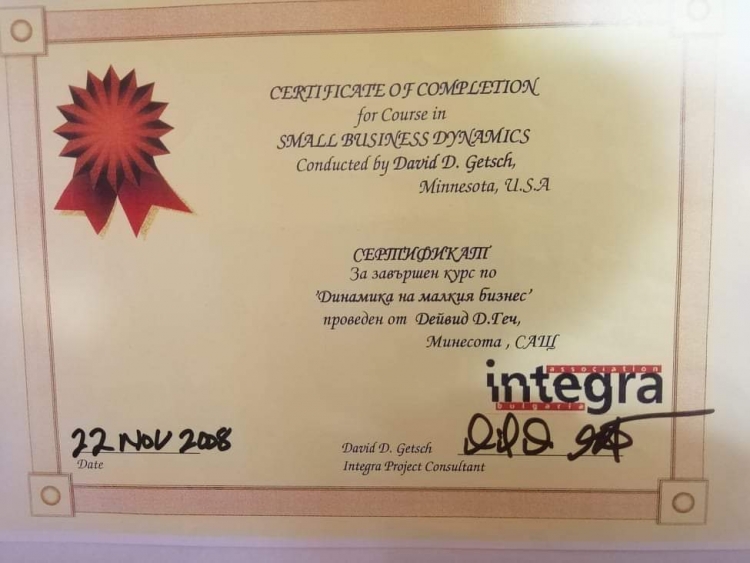 CERTIFICATE OF COMPLETION
for Course in
SMALL BUSINESS DYNAMICS
Conducted by David D. Getsch,
Minnesota, U.S.A
СЕРТИФИКАТ
За завършен курс по
'Динамика на малкия бизнес'
проведен от Дейвид Д.Геч,
Минесота , САЩ
association
integra
bulgaria
22 NOV 2008
Date
David D. Getsch
Integra Project Consultant